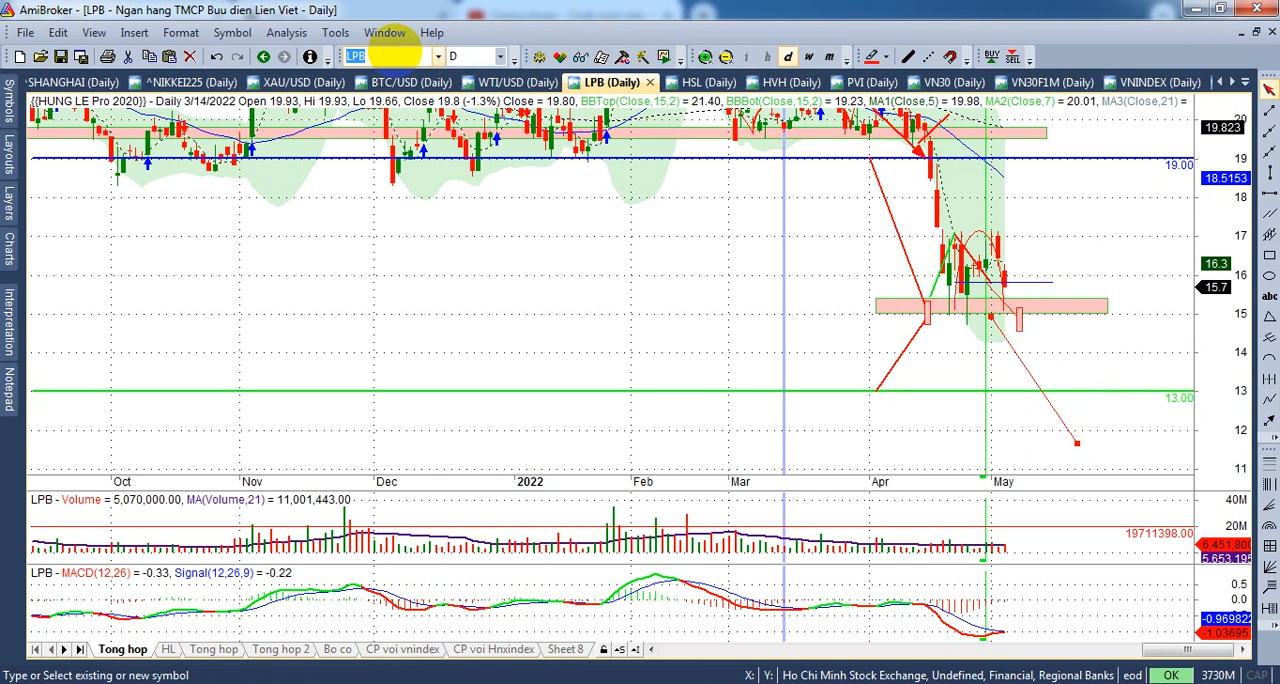 AmiBroker - [LPB - Ngan hang TMCP Buu dien Lien Viet - Daily]
File Edit View Insert Format Symbol Analysis Tools Window Help
LPB D i h d w m BUY SELL
SHANGHAI (Daily) ^NIKKEI225 (Daily) XAU/USD (Daily) BTC/USD (Daily) WTI/USD (Daily) LPB (Daily) HSL (Daily) HVH (Daily) PVI (Daily) VN30 (Daily) VN30F1M (Daily) VNINDEX (Daily)
{{HUNG LE Pro 2020}} - Daily 3/14/2022 Open 19.93, Hi 19.93, Lo 19.66, Close 19.8 (-1.3%) Close = 19.80, BBTop(Close,15,2) = 21.40, BBBot(Close,15,2) = 19.23, MA1(Close,5) = 19.98, MA2(Close,7) = 20.01, MA3(Close,21) =
Symbols
Layouts
Layers
Charts
Interpretation
Notepad
abc
20
19.823
19
19.00
18.5153
18
17
16.3
16
15.7
15
14
13
13.00
12
11
Oct Nov Dec 2022 Feb Mar Apr May
LPB - Volume = 5,070,000.00, MA(Volume,21) = 11,001,443.00
40M
20M
19711398.00
6,451,800
5,653,195
LPB - MACD(12,26) = -0.33, Signal(12,26,9) = -0.22
0.5
0.0
-0.969822
-1.03695
Tong hop HL Tong hop Tong hop 2 Bo co CP voi vnindex CP voi Hnxindex Sheet 8
Type or Select existing or new symbol X: Y: Ho Chi Minh Stock Exchange, Undefined, Financial, Regional Banks eod OK 3730M CAP